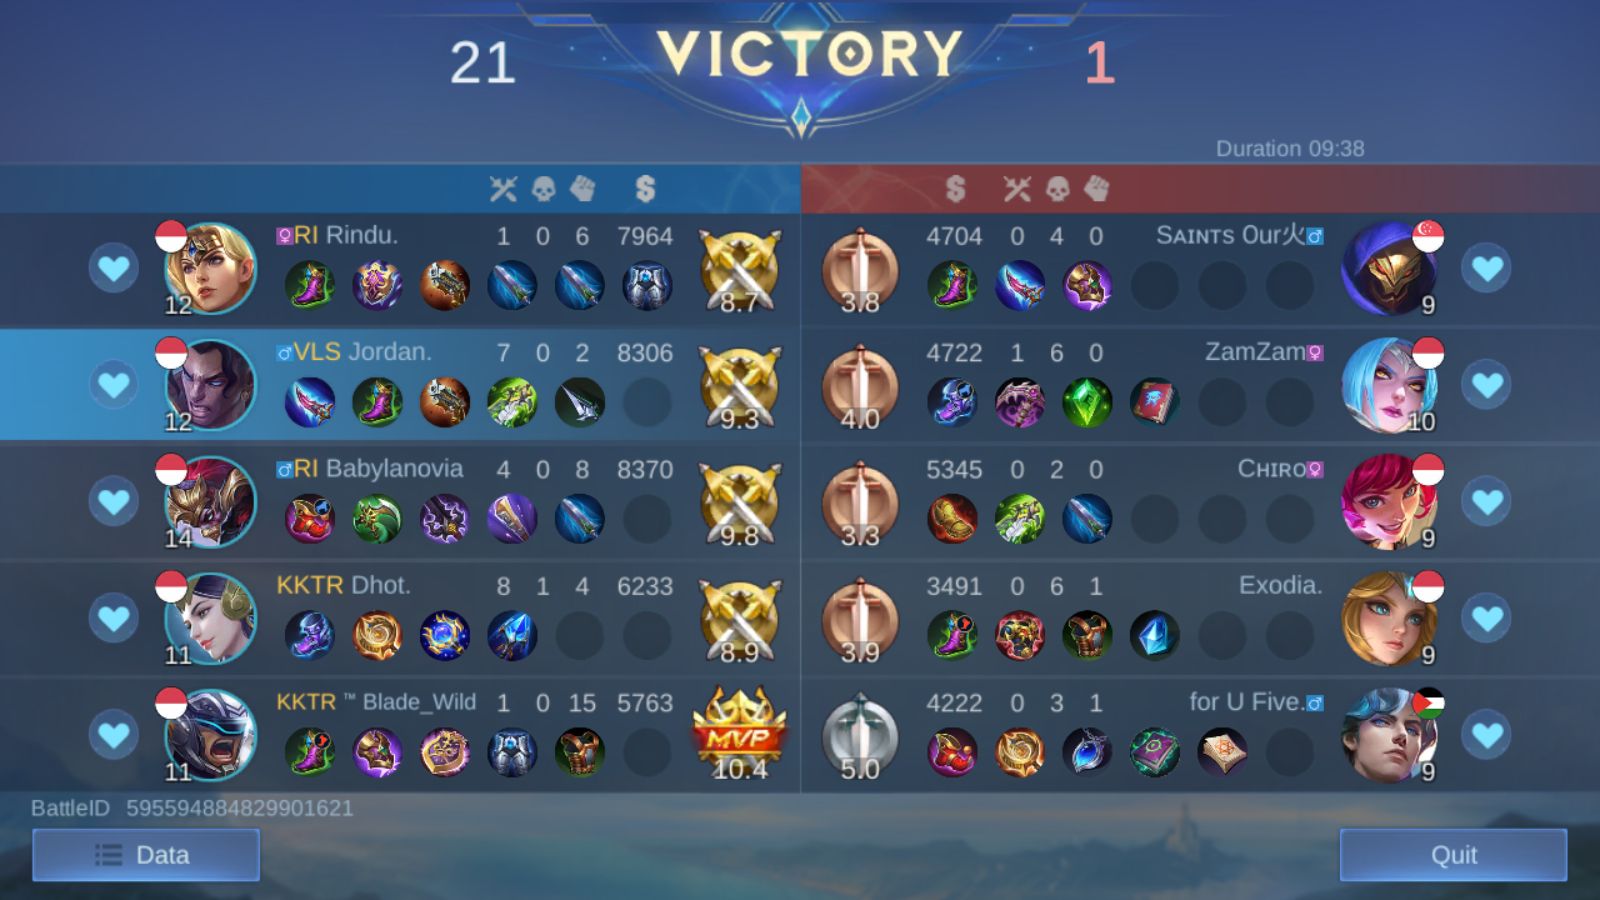 21 VICTORY 1
Duration 09:38
RI Rindu. 1 0 6 7964
12 8.7
4704 0 4 0 SAINTS Our火
3.8 9
VLS Jordan. 7 0 2 8306
12 9.3
4722 1 6 0 ZamZam
4.0 10
RI Babylanovia 4 0 8 8370
14 9.8
5345 0 2 0 CHIRO
3.3 9
KKTR Dhot. 8 1 4 6233
11 8.9
3491 0 6 1 Exodia.
3.9 9
KKTR ™ Blade_Wild 1 0 15 5763
MVP
11 10.4
4222 0 3 1 for U Five.
5.0 9
BattleID 595594884829901621
Data
Quit